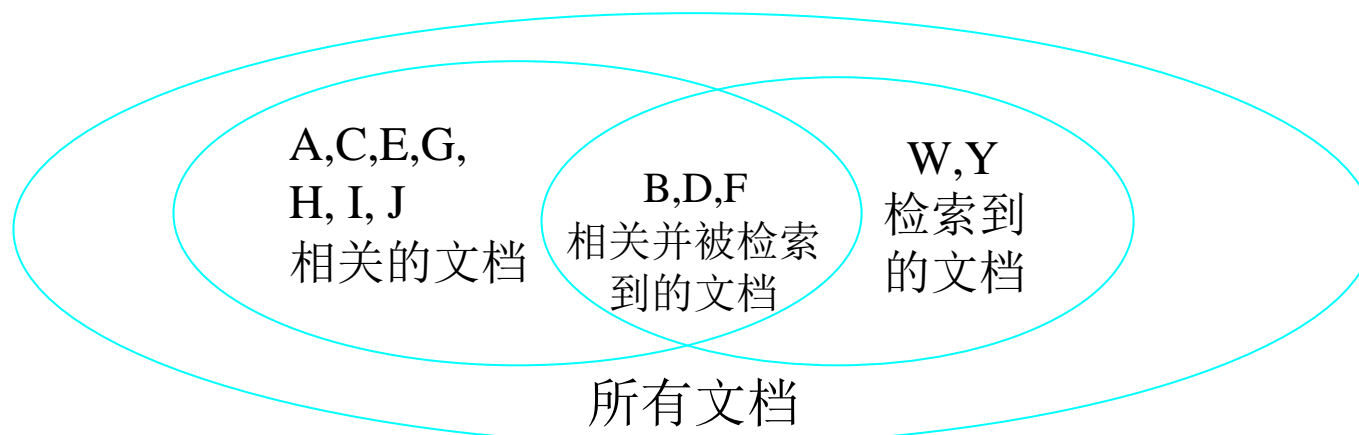 A,C,E,G,
H, I, J
相关的文档
B,D,F
相关并被检索
到的文档
W,Y
检索到
的文档
所有文档